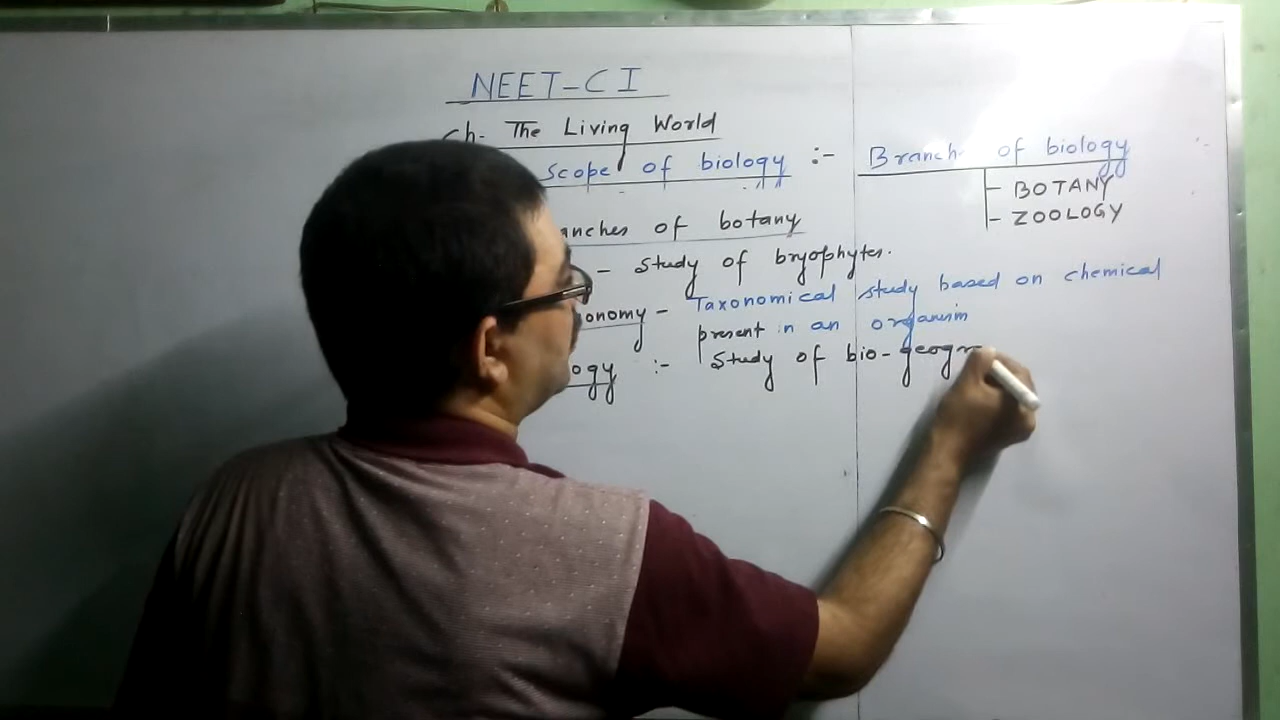 NEET-CI
Ch. The Living World
Scope of biology :- Branch of biology
- BOTANY
- ZOOLOGY
anches of botany
- Study of bryophytes.
onomy - Taxonomical study based on chemical
present in an organism
ogy :- Study of bio-geogr